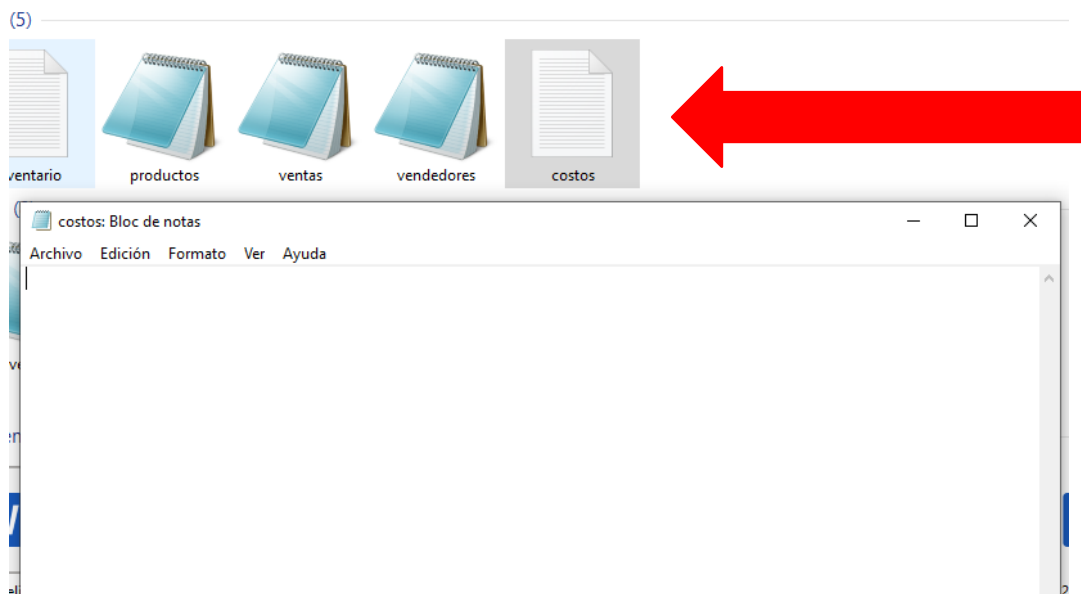 (5)
ventario productos ventas vendedores costos
costos: Bloc de notas
Archivo Edición Formato Ver Ayuda